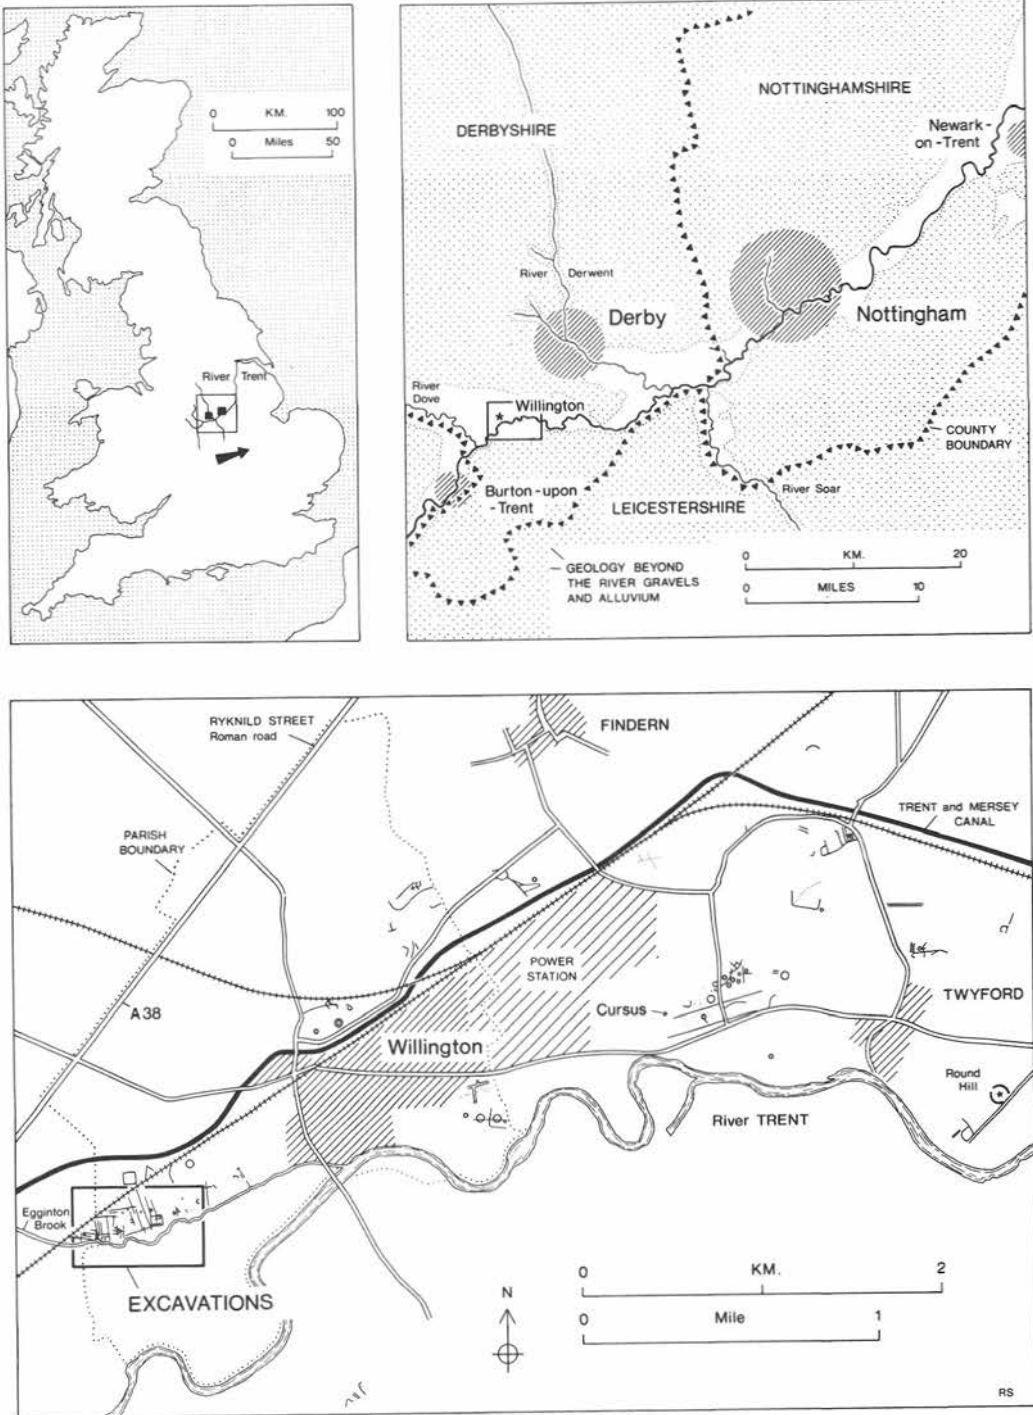 0 KM. 100
0 Miles 50
River Trent
NOTTINGHAMSHIRE
DERBYSHIRE
Newark-
on-Trent
River Derwent
Derby
Nottingham
River
Dove
Willington
COUNTY
BOUNDARY
Burton-upon
-Trent
River Soar
LEICESTERSHIRE
GEOLOGY BEYOND
THE RIVER GRAVELS
AND ALLUVIUM
0 KM. 20
0 MILES 10
RYKNILD STREET
Roman road
FINDERN
PARISH
BOUNDARY
TRENT and MERSEY
CANAL
POWER
STATION
A38
Cursus
TWYFORD
Willington
Round
Hill
River TRENT
Egginton
Brook
EXCAVATIONS
N
0 KM. 2
0 Mile 1
RS